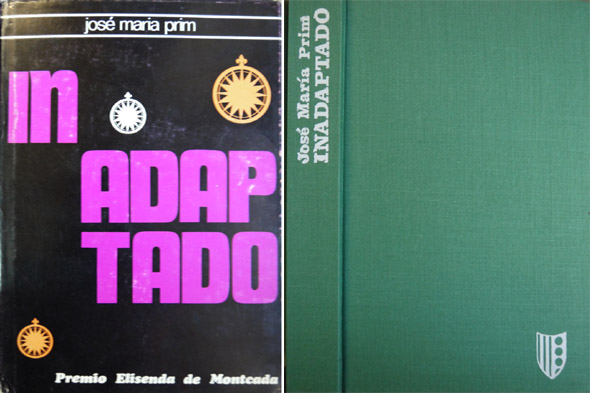 josé maria prim
IN
ADAP
TADO
Premio Elisenda de Montcada
José María Prim
INADAPTADO